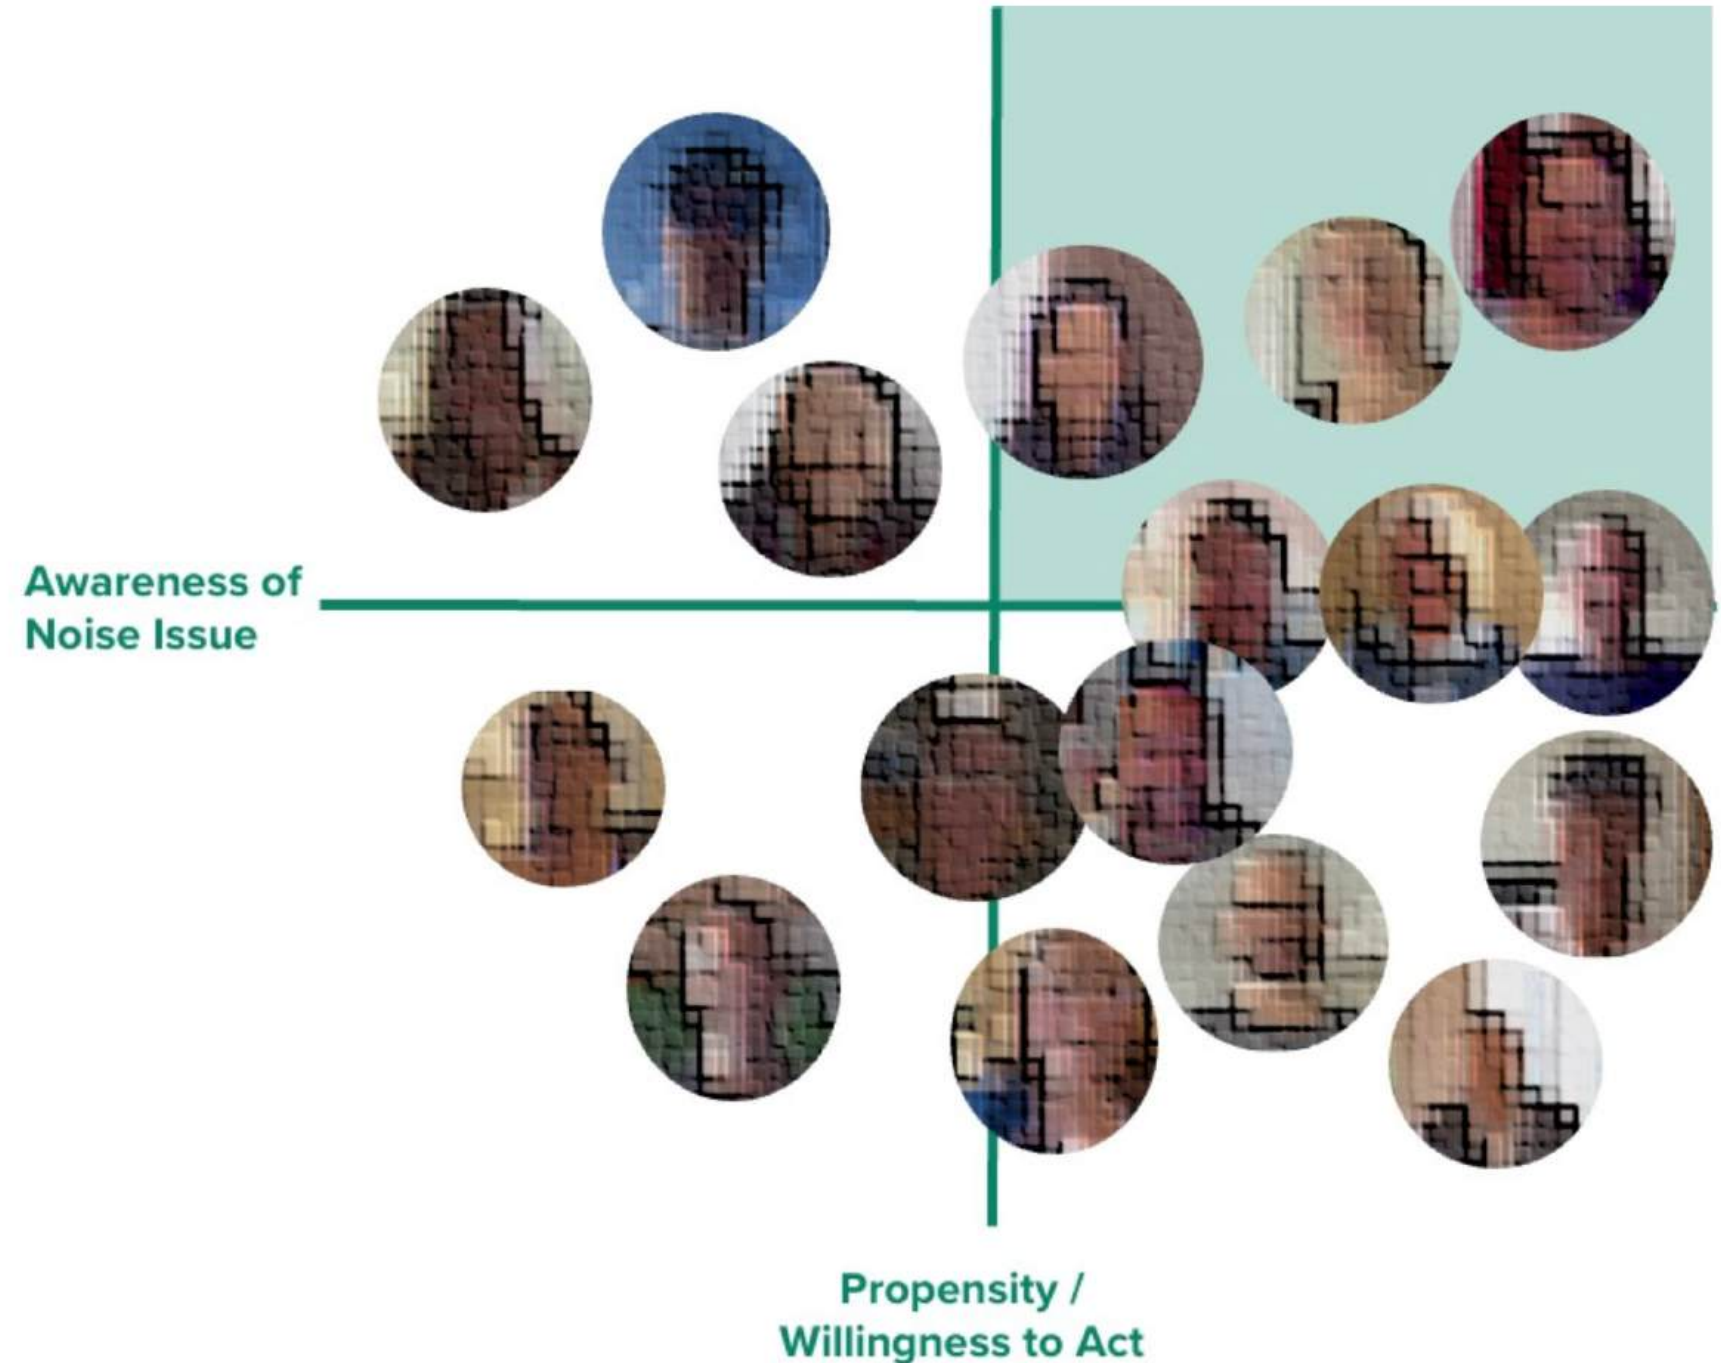 Awareness of
Noise Issue
Propensity /
Willingness to Act